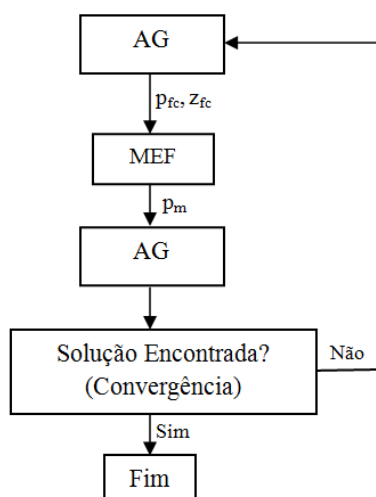 AG
pfc, zfc
MEF
pm
AG
Solução Encontrada?
(Convergência)
Não
Sim
Fim